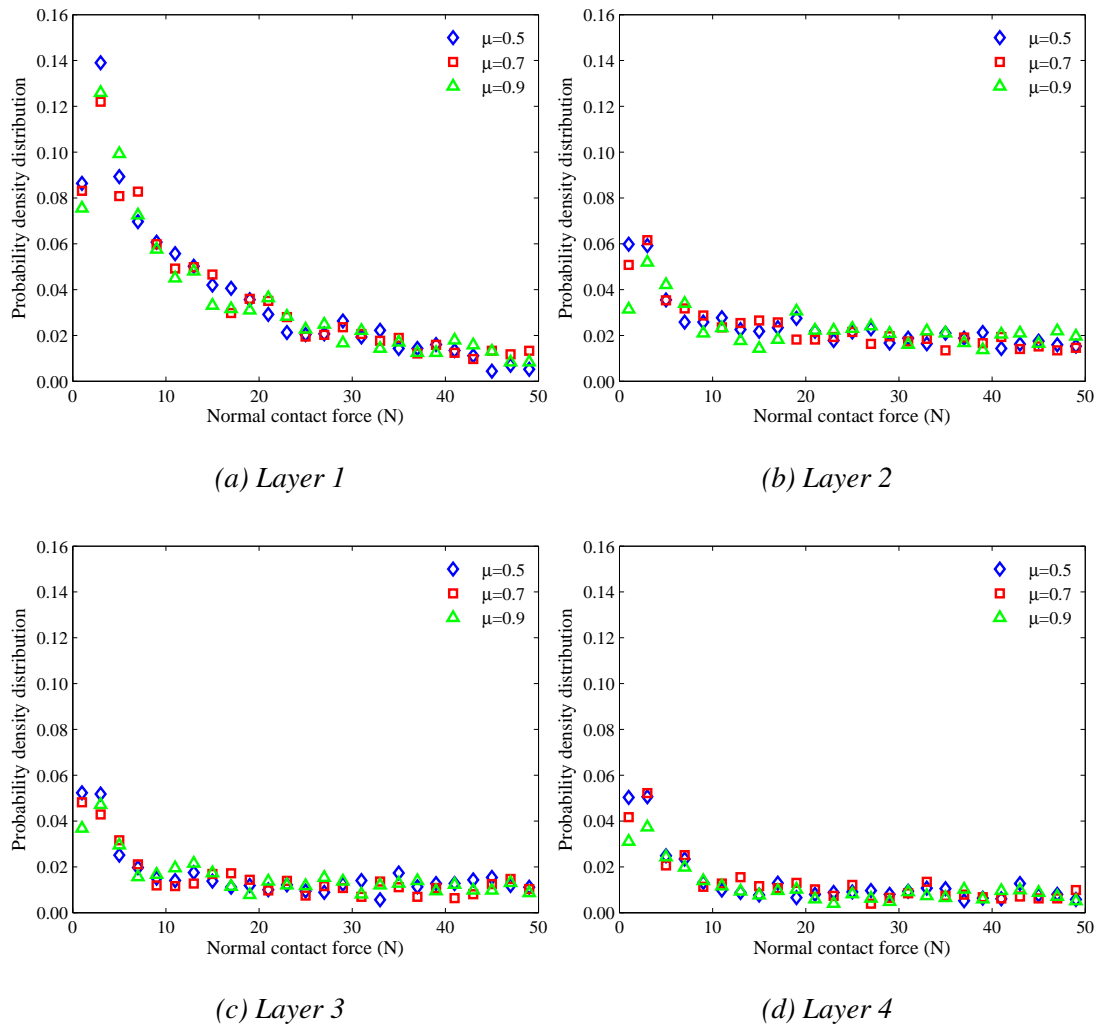 0.16
0.14
0.12
0.10
0.08
0.06
0.04
0.02
0.00
Probability density distribution
μ=0.5
μ=0.7
μ=0.9
0 10 20 30 40 50
Normal contact force (N)
(a) Layer 1
0.16
0.14
0.12
0.10
0.08
0.06
0.04
0.02
0.00
Probability density distribution
μ=0.5
μ=0.7
μ=0.9
0 10 20 30 40 50
Normal contact force (N)
(b) Layer 2
0.16
0.14
0.12
0.10
0.08
0.06
0.04
0.02
0.00
Probability density distribution
μ=0.5
μ=0.7
μ=0.9
0 10 20 30 40 50
Normal contact force (N)
(c) Layer 3
0.16
0.14
0.12
0.10
0.08
0.06
0.04
0.02
0.00
Probability density distribution
μ=0.5
μ=0.7
μ=0.9
0 10 20 30 40 50
Normal contact force (N)
(d) Layer 4